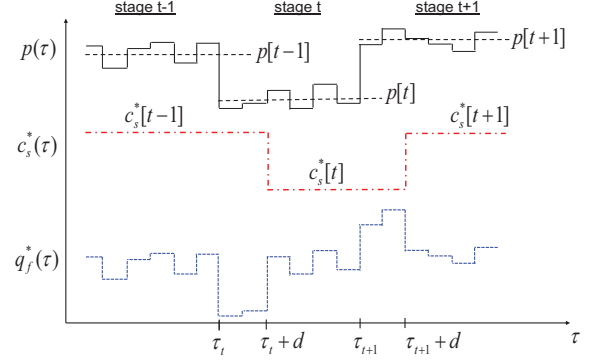 stage t-1 stage t stage t+1
p(τ) p[t−1] p[t] p[t+1]
c*s(τ) c*s[t−1] c*s[t] c*s[t+1]
q*f(τ)
τt τt + d τt+1 τt+1 + d τ